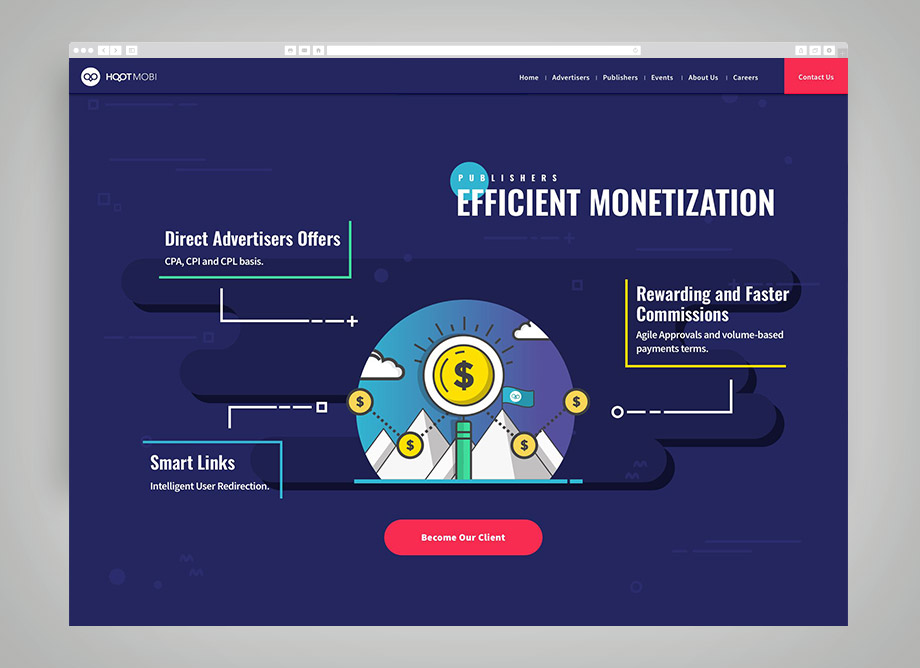 HOOTMOBI
Home | Advertisers | Publishers | Events | About Us | Careers
Contact Us
PUBLISHERS
EFFICIENT MONETIZATION
Direct Advertisers Offers
CPA, CPI and CPL basis.
Rewarding and Faster
Commissions
Agile Approvals and volume-based
payments terms.
$
$
$
$
$
Smart Links
Intelligent User Redirection.
Become Our Client